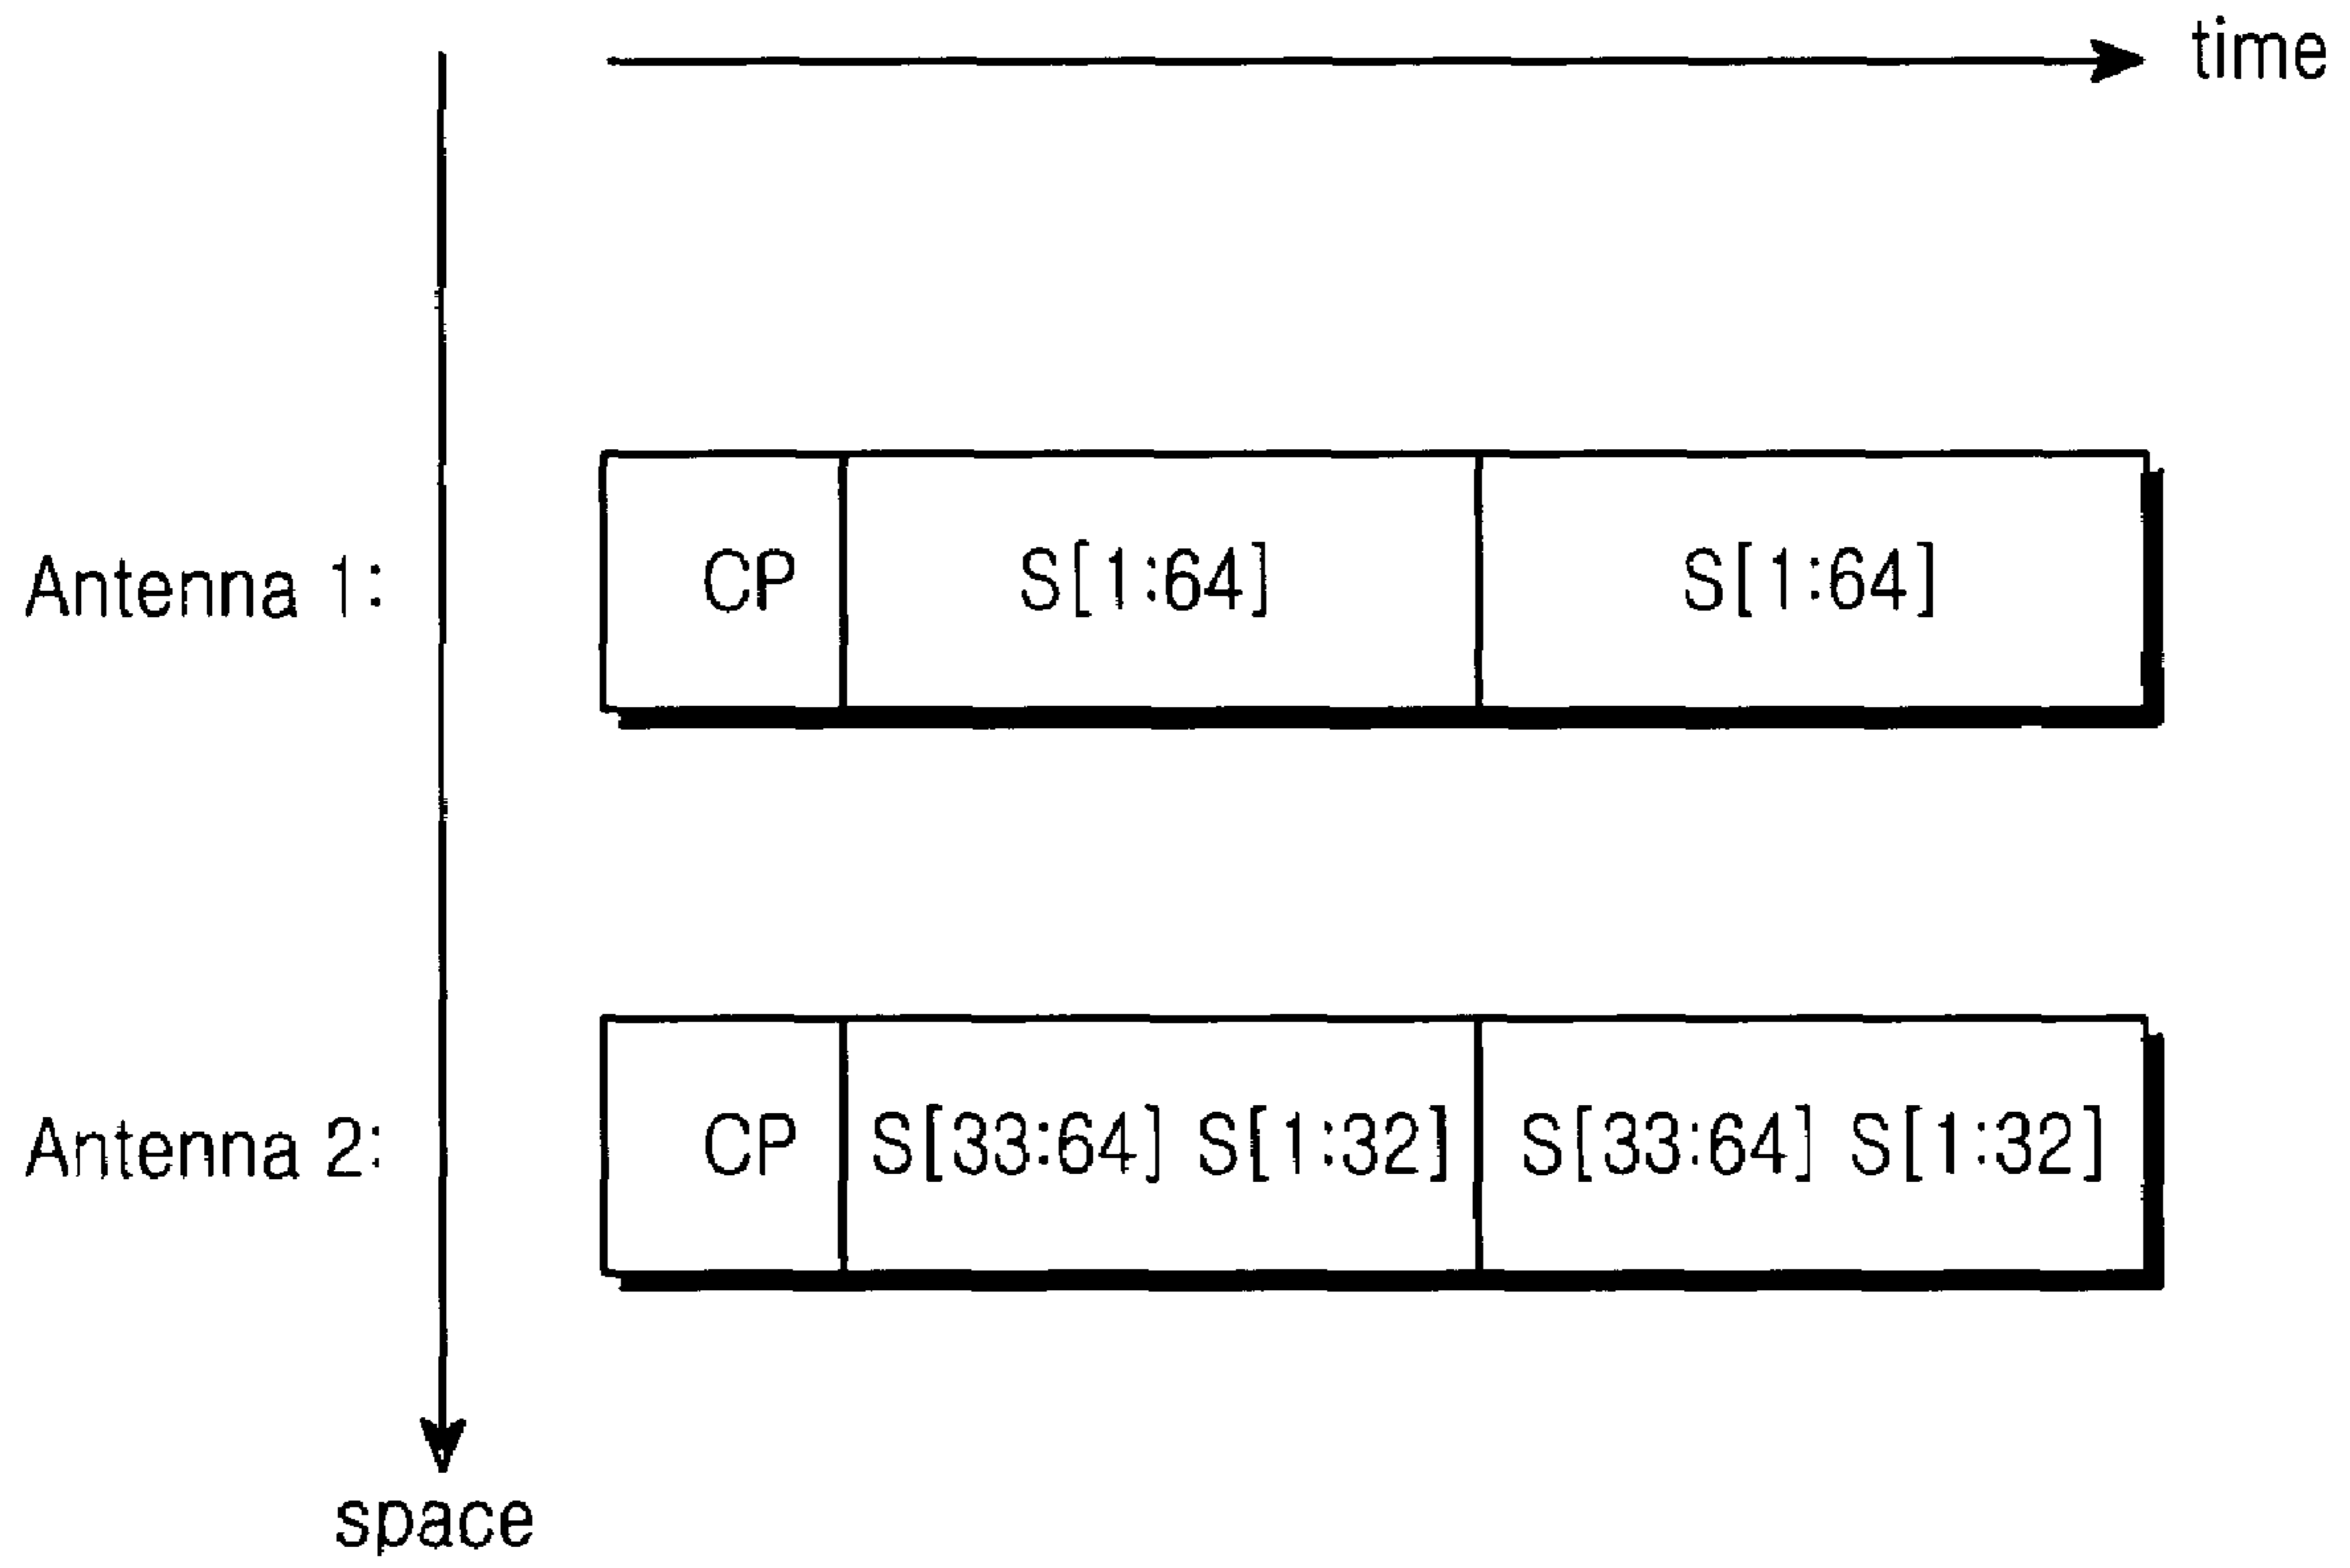 time
Antenna 1: CP S[1:64] S[1:64]
Antenna 2: CP S[33:64] S[1:32] S[33:64] S[1:32]
space